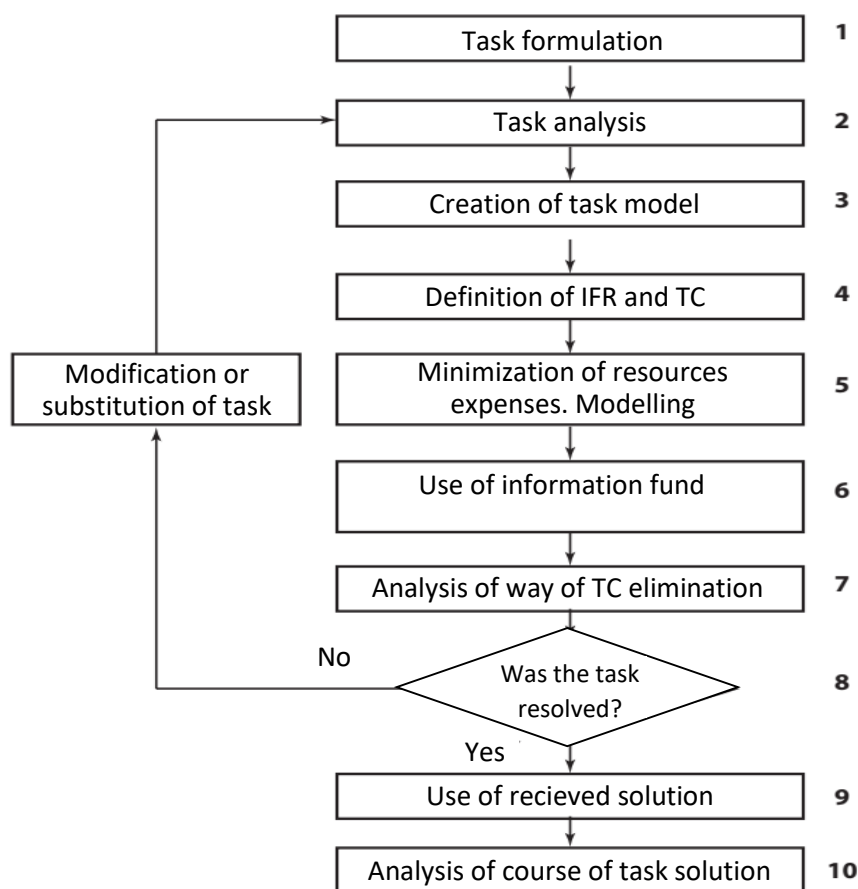 Task formulation
1
Task analysis
2
Creation of task model
3
Definition of IFR and TC
4
Modification or
substitution of task
Minimization of resources
expenses. Modelling
5
Use of information fund
6
Analysis of way of TC elimination
7
No
Was the task
resolved?
8
Yes
Use of recieved solution
9
Analysis of course of task solution
10